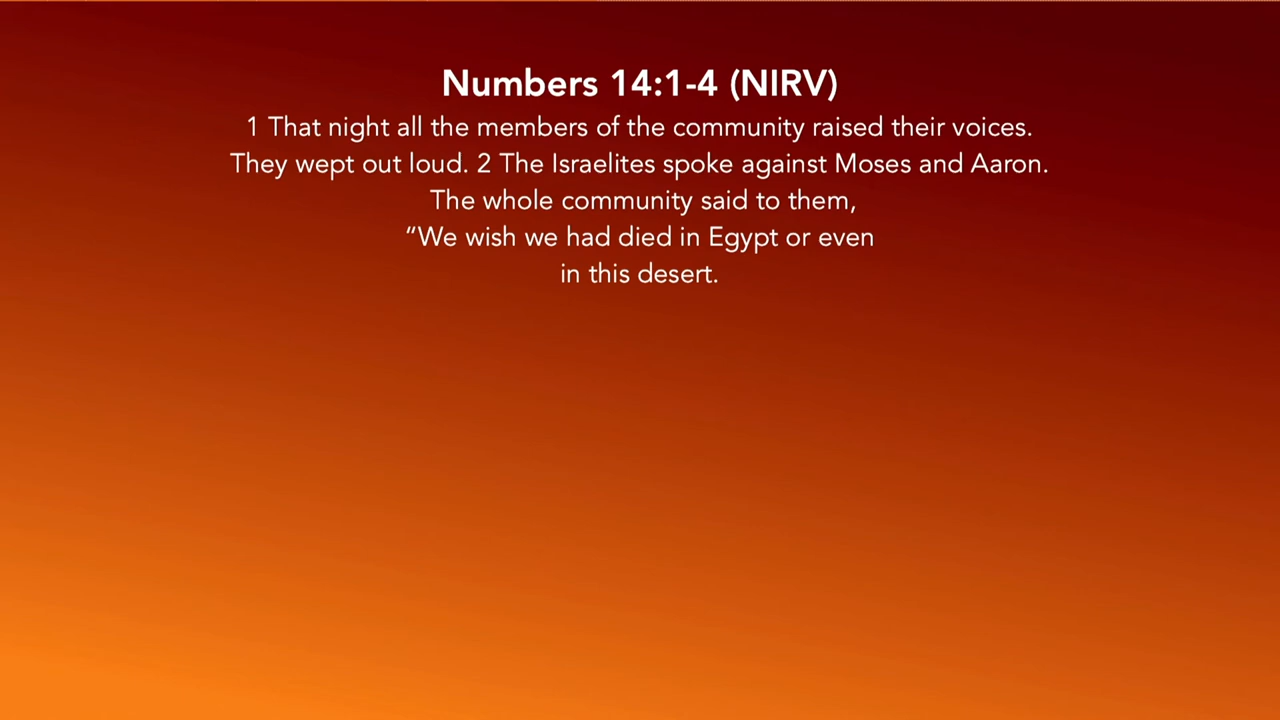 Numbers 14:1-4 (NIRV)
1 That night all the members of the community raised their voices.
They wept out loud. 2 The Israelites spoke against Moses and Aaron.
The whole community said to them,
“We wish we had died in Egypt or even
in this desert.